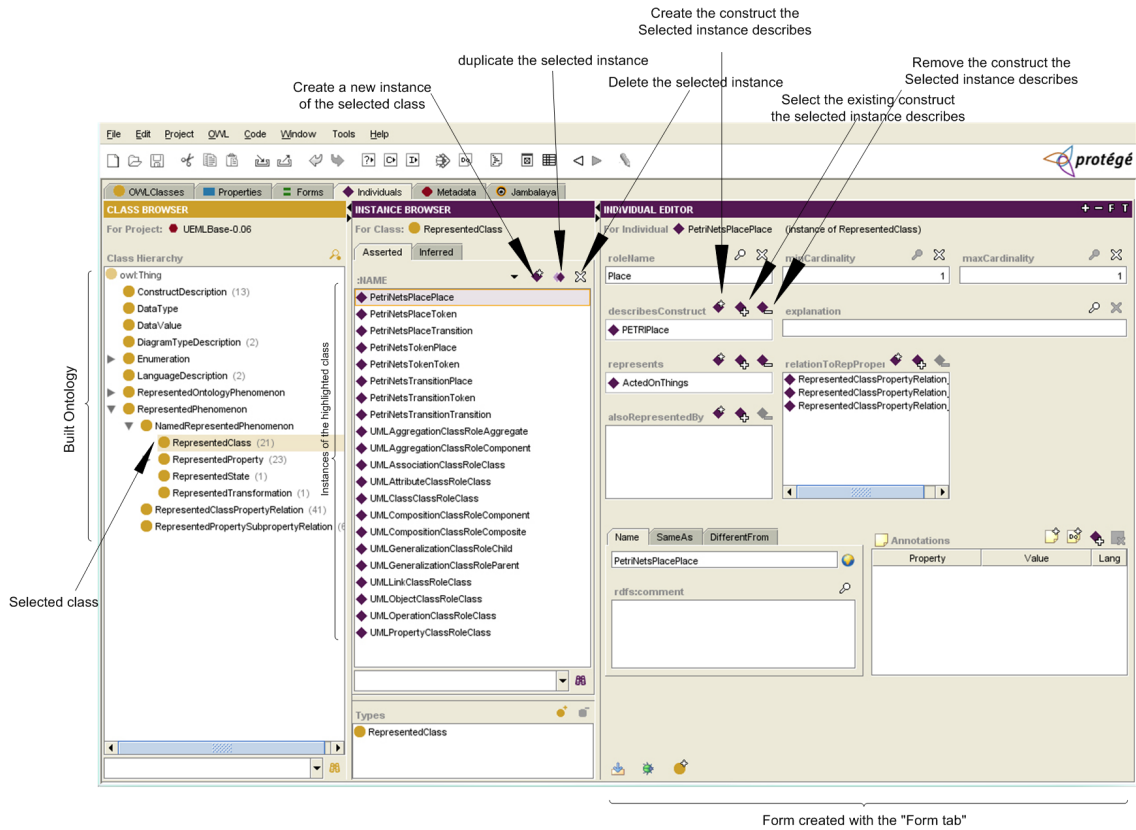 Create the construct the
Selected instance describes
duplicate the selected instance
Remove the construct the
Selected instance describes
Create a new instance
of the selected class
Delete the selected instance
Select the existing construct
the selected instance describes
File Edit Project OWL Code Window Tools Help
protégé
OWLClasses Properties Forms Individuals Metadata Jambalaya
CLASS BROWSER
For Project: UEMLBase-0.06
Class Hierarchy
owl:Thing
ConstructDescription (13)
DataType
DataValue
DiagramTypeDescription (2)
Enumeration
LanguageDescription (2)
RepresentedOntologyPhenomenon
RepresentedPhenomenon
NamedRepresentedPhenomenon
RepresentedClass (21)
RepresentedProperty (23)
RepresentedState (1)
RepresentedTransformation (1)
RepresentedClassPropertyRelation (41)
RepresentedPropertySubpropertyRelation (6
Built Ontology
Selected class
Instances of the highlighted class
INSTANCE BROWSER
For Class: RepresentedClass
Asserted Inferred
:NAME
PetriNetsPlacePlace
PetriNetsPlaceToken
PetriNetsPlaceTransition
PetriNetsTokenPlace
PetriNetsTokenToken
PetriNetsTransitionPlace
PetriNetsTransitionToken
PetriNetsTransitionTransition
UMLAggregationClassRoleAggregate
UMLAggregationClassRoleComponent
UMLAssociationClassRoleClass
UMLAttributeClassRoleClass
UMLClassClassRoleClass
UMLCompositionClassRoleComponent
UMLCompositionClassRoleComposite
UMLGeneralizationClassRoleChild
UMLGeneralizationClassRoleParent
UMLLinkClassRoleClass
UMLObjectClassRoleClass
UMLOperationClassRoleClass
UMLPropertyClassRoleClass
Types
RepresentedClass
INDIVIDUAL EDITOR + − F T
For Individual PetriNetsPlacePlace (instance of RepresentedClass)
roleName minCardinality maxCardinality
Place 1 1
describesConstruct explanation
PETRIPlace
represents relationToRepProper
ActedOnThings
RepresentedClassPropertyRelation_
RepresentedClassPropertyRelation_
RepresentedClassPropertyRelation_
alsoRepresentedBy
Name SameAs DifferentFrom
PetriNetsPlacePlace
rdfs:comment
Annotations
Property Value Lang
Form created with the "Form tab"